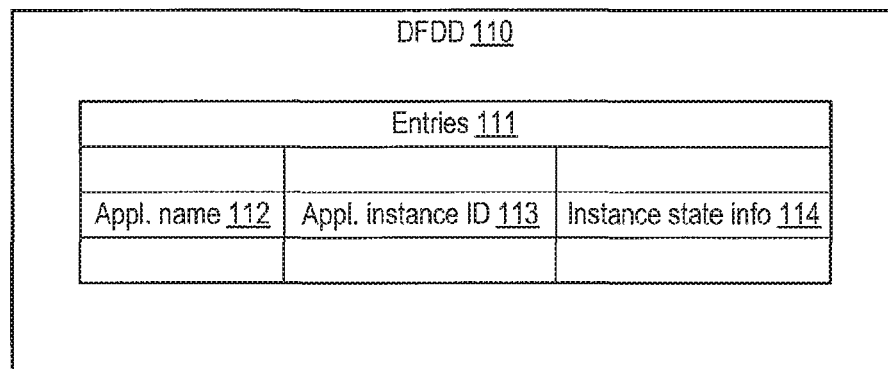 DFDD 110
Entries 111
Appl. name 112 Appl. instance ID 113 Instance state info 114